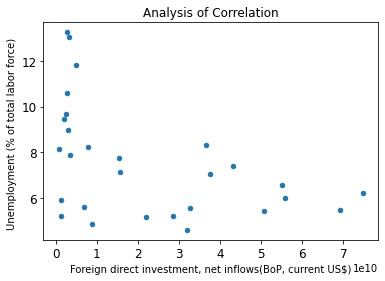 Analysis of Correlation
Unemployment (% of total labor force)
12
10
8
6
0 1 2 3 4 5 6 7
1e10
Foreign direct investment, net inflows(BoP, current US$)